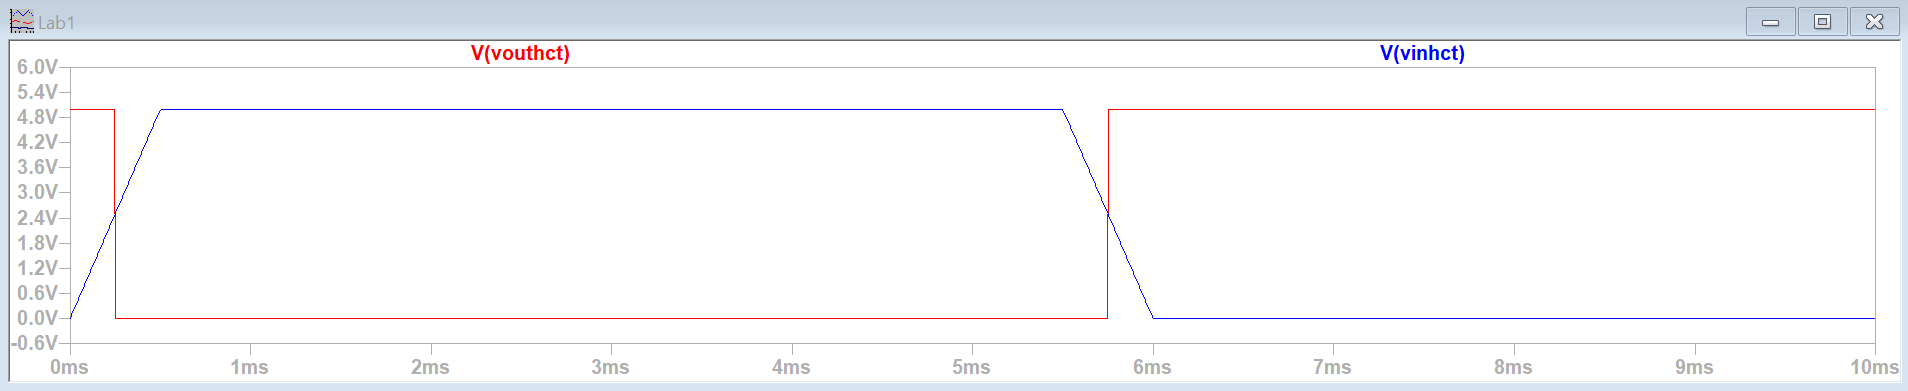 Lab1
V(vouthct) V(vinhct)
6.0V
5.4V
4.8V
4.2V
3.6V
3.0V
2.4V
1.8V
1.2V
0.6V
0.0V
-0.6V
0ms 1ms 2ms 3ms 4ms 5ms 6ms 7ms 8ms 9ms 10ms